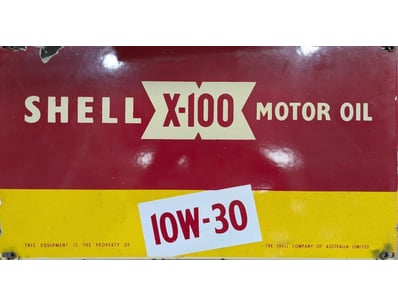 SHELL X-100 MOTOR OIL
10W-30
THIS EQUIPMENT IS THE PROPERTY OF THE SHELL COMPANY OF AUSTRALIA LIMITED